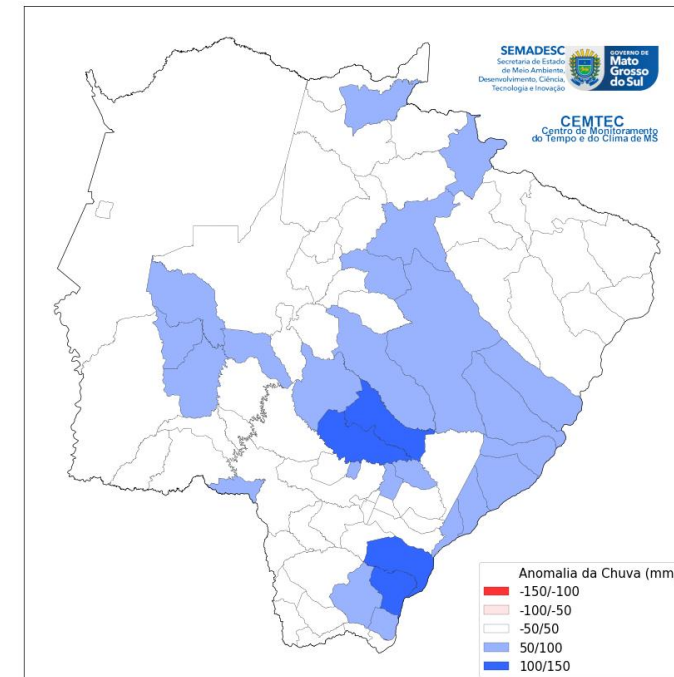 SEMADESC
Secretaria de Estado
de Meio Ambiente,
Desenvolvimento, Ciência,
Tecnologia e Inovação
GOVERNO DE
Mato
Grosso
do Sul
CEMTEC
Centro de Monitoramento
do Tempo e do Clima de MS
Anomalia da Chuva (mm
-150/-100
-100/-50
-50/50
50/100
100/150